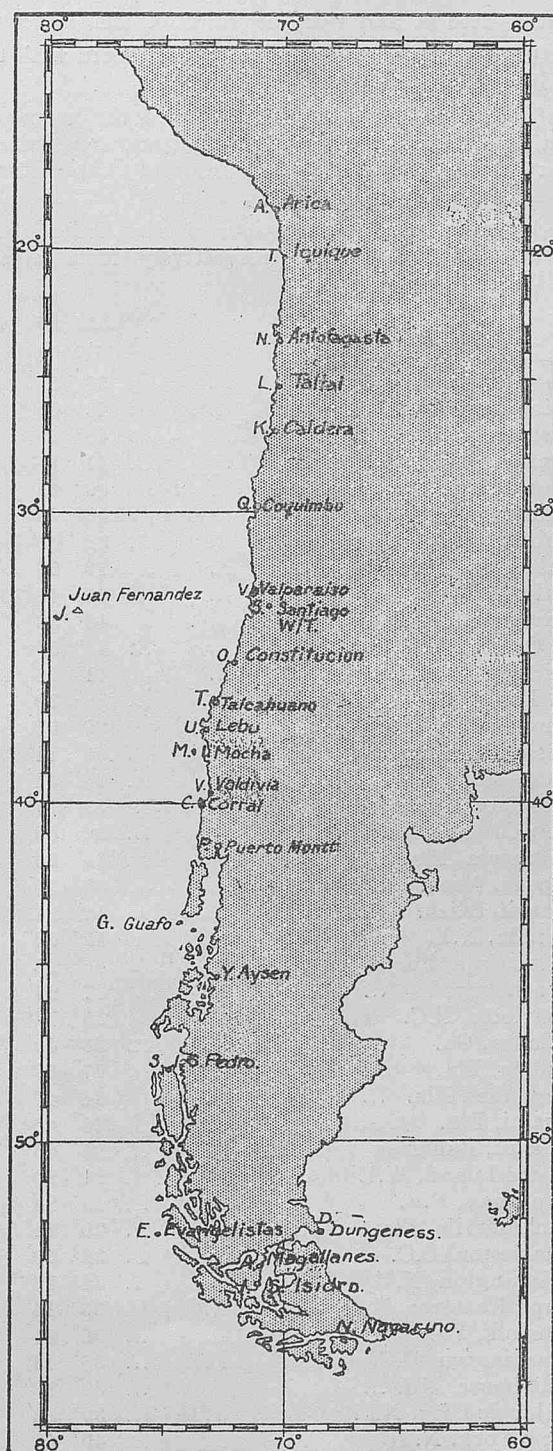 80° 70° 60°
A. Arica
20° I. Iquique 20°
N. Antofagasta
L. Taltal
K. Caldera
Q. Coquimbo
30° 30°
V. Valparaiso
Juan Fernandez
J.
S. Santiago
W/T.
O. Constitucion
T. Talcahuano
U. Lebu
M. I. Mocha
V. Valdivia
40° C. Corral 40°
P. Puerto Montt
G. Guafo
Y. Aysen
S. S. Pedro.
50° 50°
D.
E. Evangelistas Dungeness.
A. Magallanes.
I. S. Isidro.
N. Navarino.
80° 70° 60